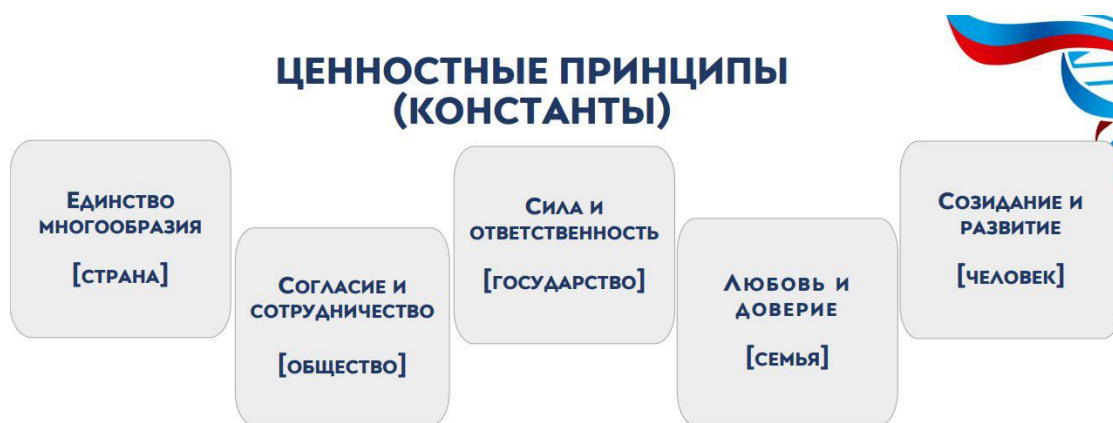 ЦЕННОСТНЫЕ ПРИНЦИПЫ
(КОНСТАНТЫ)
ЕДИНСТВО
МНОГООБРАЗИЯ
[СТРАНА]
СОГЛАСИЕ И
СОТРУДНИЧЕСТВО
[ОБЩЕСТВО]
СИЛА И
ОТВЕТСТВЕННОСТЬ
[ГОСУДАРСТВО]
ЛЮБОВЬ И
ДОВЕРИЕ
[СЕМЬЯ]
СОЗИДАНИЕ И
РАЗВИТИЕ
[ЧЕЛОВЕК]